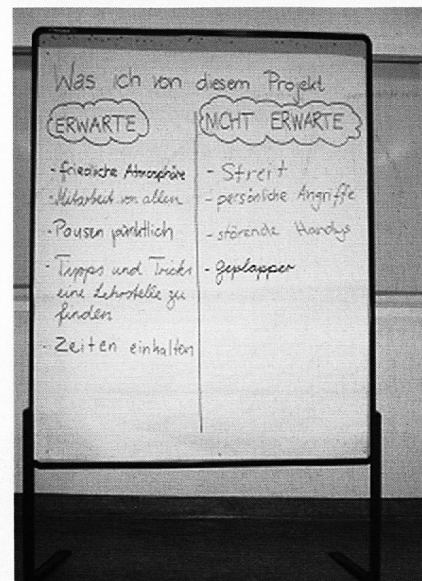 Was ich von diesem Projekt
ERWARTE
- friedliche Atmosphäre
- Mitarbeit von allen
- Pausen pünktlich
- Tipps und Tricks
eine Lehrstelle zu
finden
- Zeiten einhalten
NICHT ERWARTE
- Streit
- persönliche Angriffe
- störende Handys
- geplapper